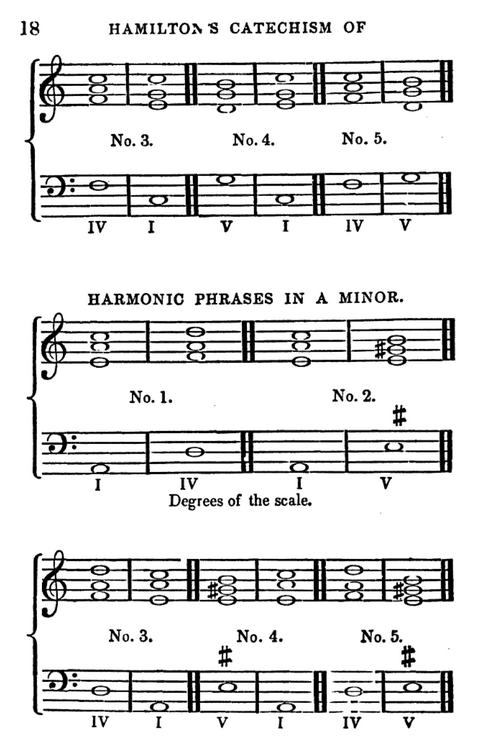 18 HAMILTON'S CATECHISM OF
No. 3. No. 4. No. 5.
IV I V I IV V
HARMONIC PHRASES IN A MINOR.
No. 1. No. 2.
I IV I V
Degrees of the scale.
No. 3. No. 4. No. 5.
IV I V I IV V